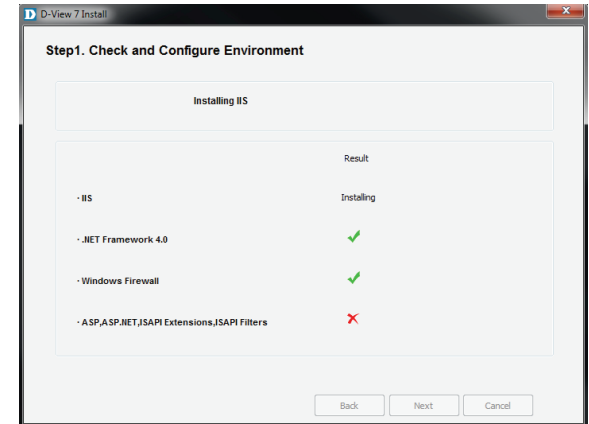 D-View 7 Install
Step1. Check and Configure Environment
Installing IIS
Result
· IIS Installing
· .NET Framework 4.0
· Windows Firewall
· ASP,ASP.NET,ISAPI Extensions,ISAPI Filters
Back Next Cancel